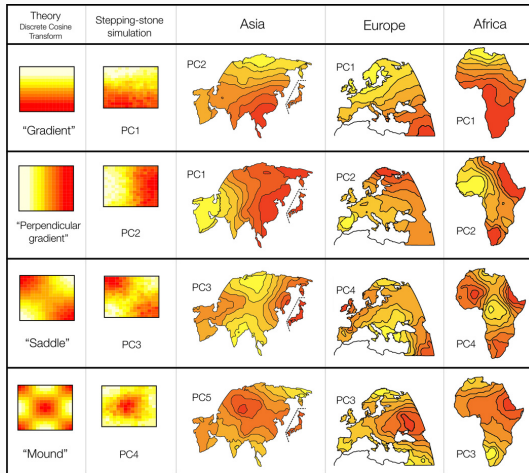 Theory
Discrete Cosine
Transform
Stepping-stone
simulation
Asia
Europe
Africa
"Gradient"
PC1
PC2
PC1
PC1
"Perpendicular
gradient"
PC2
PC1
PC2
PC2
"Saddle"
PC3
PC3
PC4
PC4
"Mound"
PC4
PC5
PC3
PC3